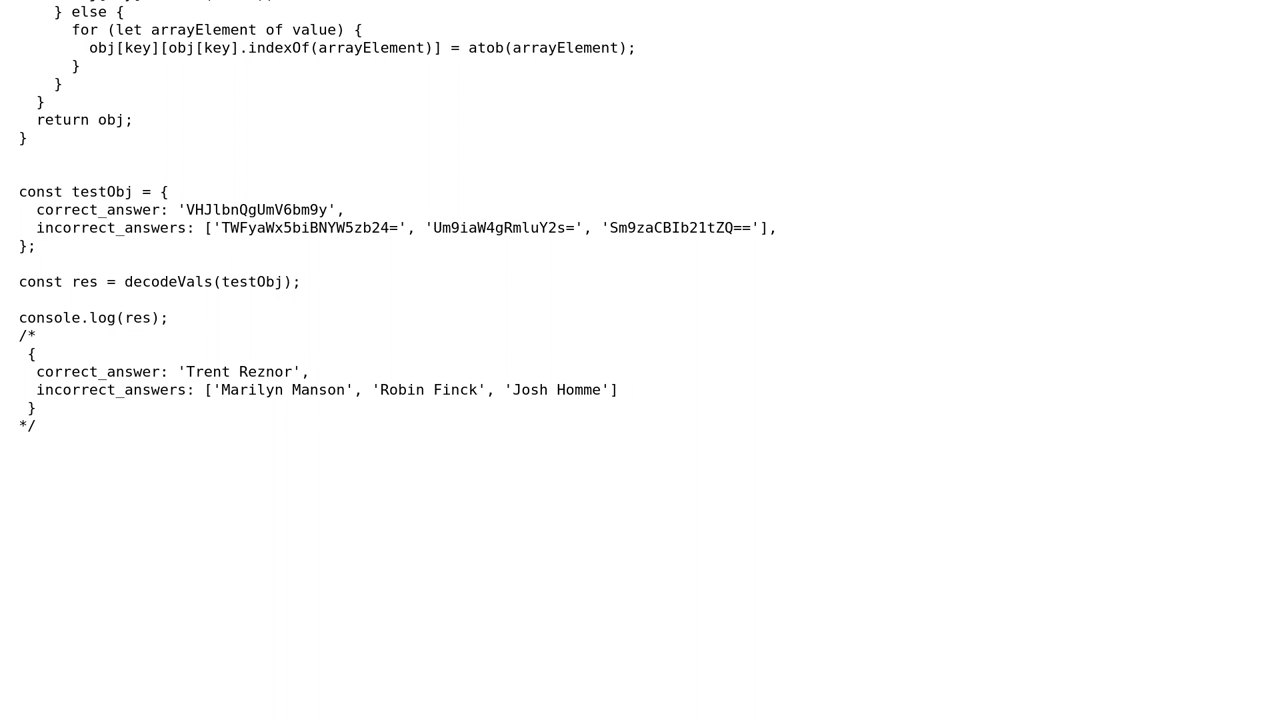 } else {
for (let arrayElement of value) {
obj[key][obj[key].indexOf(arrayElement)] = atob(arrayElement);
}
}
}
return obj;
}
const testObj = {
correct_answer: 'VHJlbnQgUmV6bm9y',
incorrect_answers: ['TWFyaWx5biBNYW5zb24=', 'Um9iaW4gRmluY2s=', 'Sm9zaCBIb21tZQ=='],
};
const res = decodeVals(testObj);
console.log(res);
/*
{
correct_answer: 'Trent Reznor',
incorrect_answers: ['Marilyn Manson', 'Robin Finck', 'Josh Homme']
}
*/